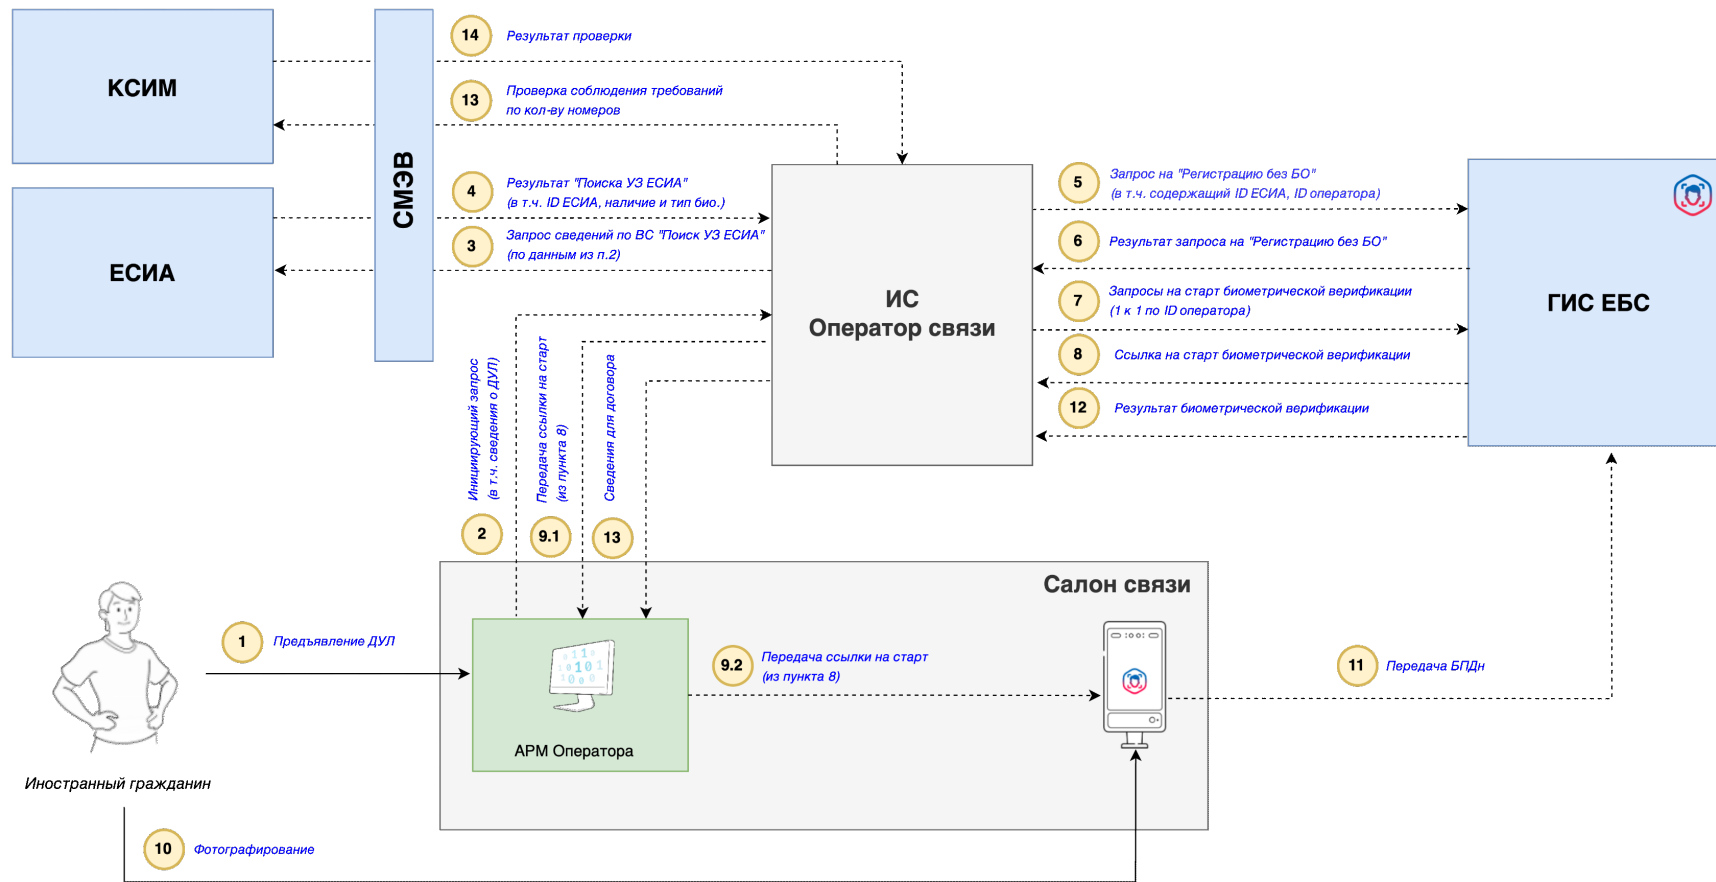 КСИМ
СМЭВ
14
Результат проверки
13
Проверка соблюдения требований
по кол-ву номеров
ЕСИА
4
Результат "Поиска УЗ ЕСИА"
(в т.ч. ID ЕСИА, наличие и тип био.)
3
Запрос сведений по ВС "Поиск УЗ ЕСИА"
(по данным из п.2)
ИС
Оператор связи
5
Запрос на "Регистрацию без БО"
(в т.ч. содержащий ID ЕСИА, ID оператора)
6
Результат запроса на "Регистрацию без БО"
7
Запросы на старт биометрической верификации
(1 к 1 по ID оператора)
8
Ссылка на старт биометрической верификации
12
Результат биометрической верификации
ГИС ЕБС
Инициирующий запрос
(в т.ч. сведения о ДУЛ)
2
Передача ссылки на старт
(из пункта 8)
9.1
Сведения для договора
13
Салон связи
1
Предъявление ДУЛ
АРМ Оператора
9.2
Передача ссылки на старт
(из пункта 8)
11
Передача БПДн
Иностранный гражданин
10
Фотографирование